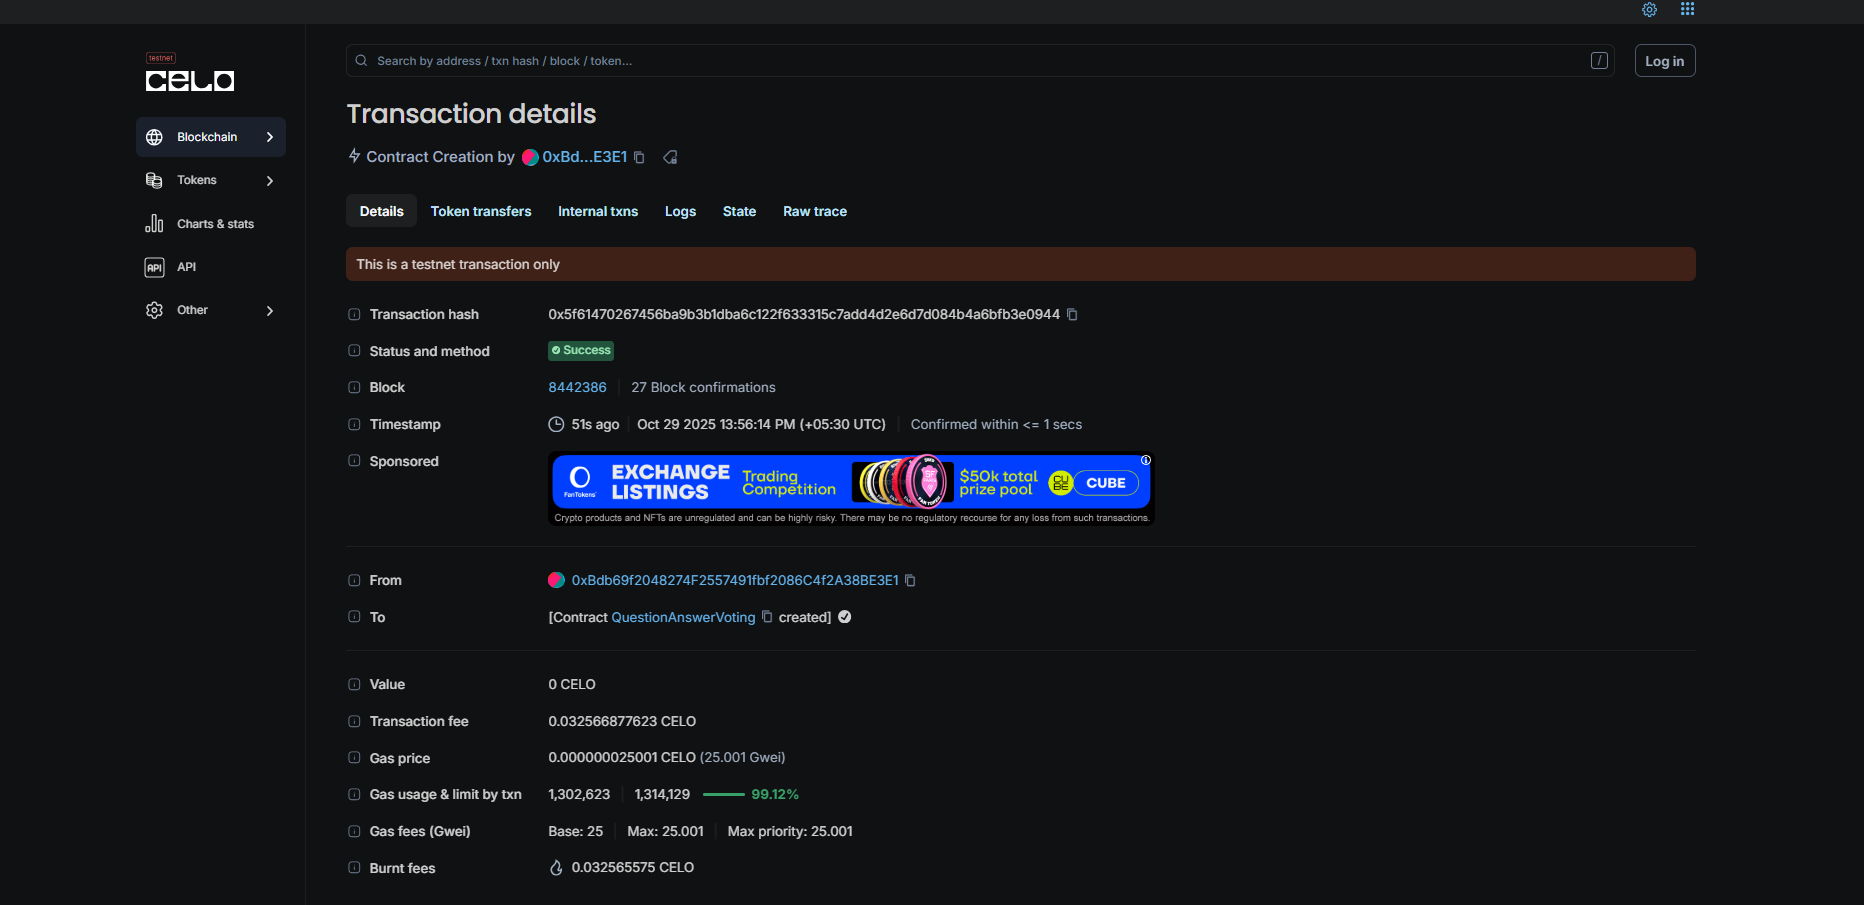 testnet
CELO
Blockchain
Tokens
Charts & stats
API
API
Other
Search by address / txn hash / block / token...
/
Log in
Transaction details
Contract Creation by 0xBd...E3E1
Details Token transfers Internal txns Logs State Raw trace
This is a testnet transaction only
Transaction hash 0x5f61470267456ba9b3b1dba6c122f633315c7add4d2e6d7d084b4a6bfb3e0944
Status and method Success
Block 8442386 27 Block confirmations
Timestamp 51s ago Oct 29 2025 13:56:14 PM (+05:30 UTC) Confirmed within <= 1 secs
Sponsored
FanTokens
EXCHANGE
LISTINGS
Trading
Competition
$50k total
prize pool
CUBE
CUBE
Crypto products and NFTs are unregulated and can be highly risky. There may be no regulatory recourse for any loss from such transactions.
From 0xBdb69f2048274F2557491fbf2086C4f2A38BE3E1
To [Contract QuestionAnswerVoting created]
Value 0 CELO
Transaction fee 0.032566877623 CELO
Gas price 0.000000025001 CELO (25.001 Gwei)
Gas usage & limit by txn 1,302,623 1,314,129 99.12%
Gas fees (Gwei) Base: 25 Max: 25.001 Max priority: 25.001
Burnt fees 0.032565575 CELO